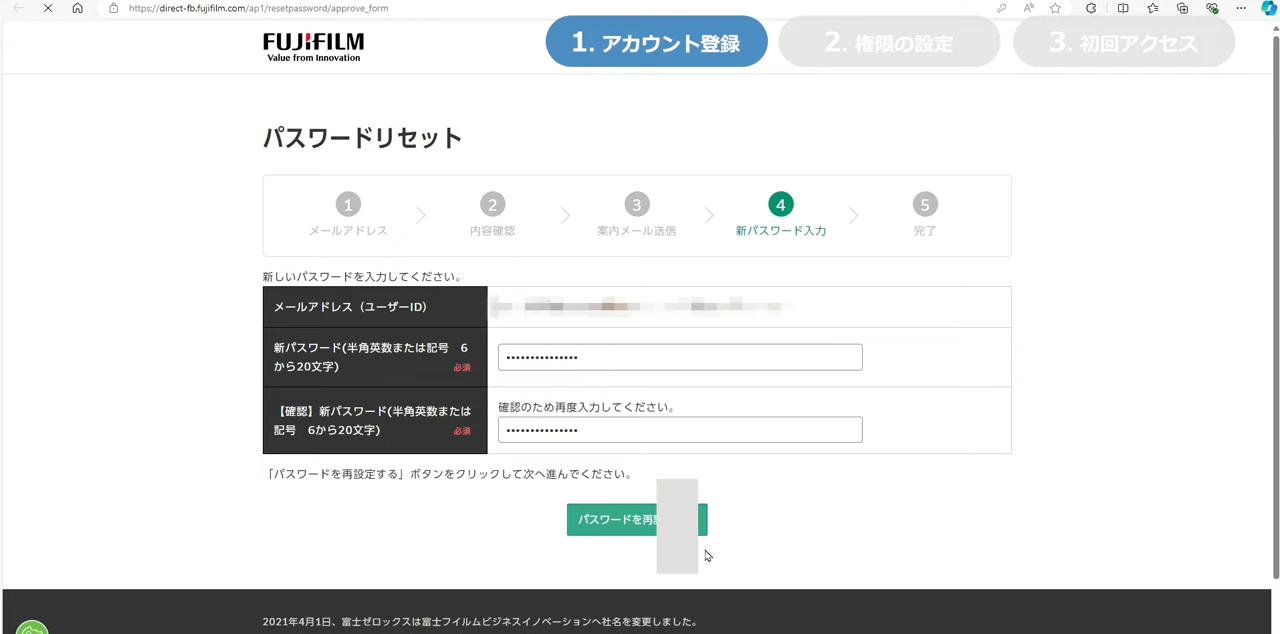 https://direct-fb.fujifilm.com/ap1/resetpassword/approve_form
FUJIFILM
Value from Innovation
1. アカウント登録
2. 権限の設定
3. 初回アクセス
パスワードリセット
1
2
3
4
5
メールアドレス
内容確認
案内メール送信
新パスワード入力
完了
新しいパスワードを入力してください。
メールアドレス（ユーザーID）
新パスワード(半角英数または記号　6
から20文字)
必須
【確認】新パスワード(半角英数または
記号　6から20文字)
必須
確認のため再度入力してください。
「パスワードを再設定する」ボタンをクリックして次へ進んでください。
パスワードを再
2021年4月1日、富士ゼロックスは富士フイルムビジネスイノベーションへ社名を変更しました。